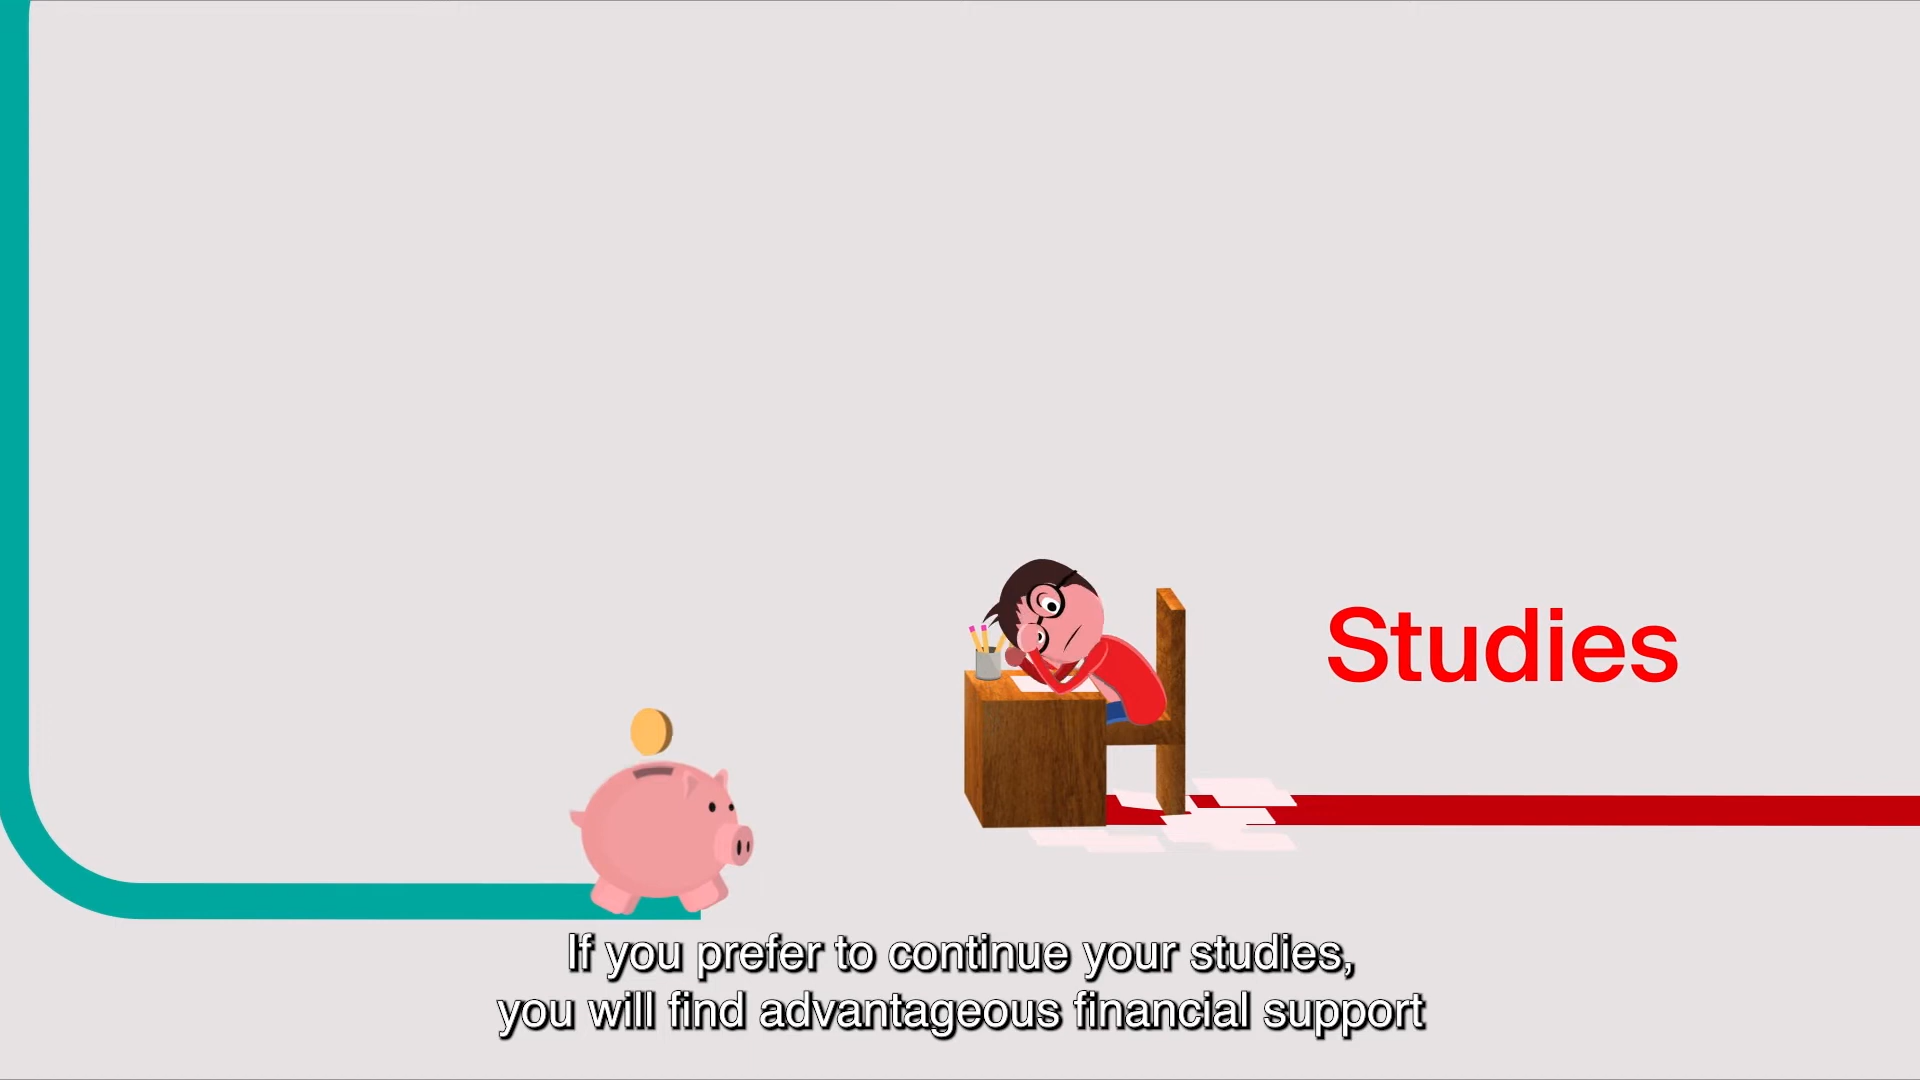 Studies
If you prefer to continue your studies,
you will find advantageous financial support